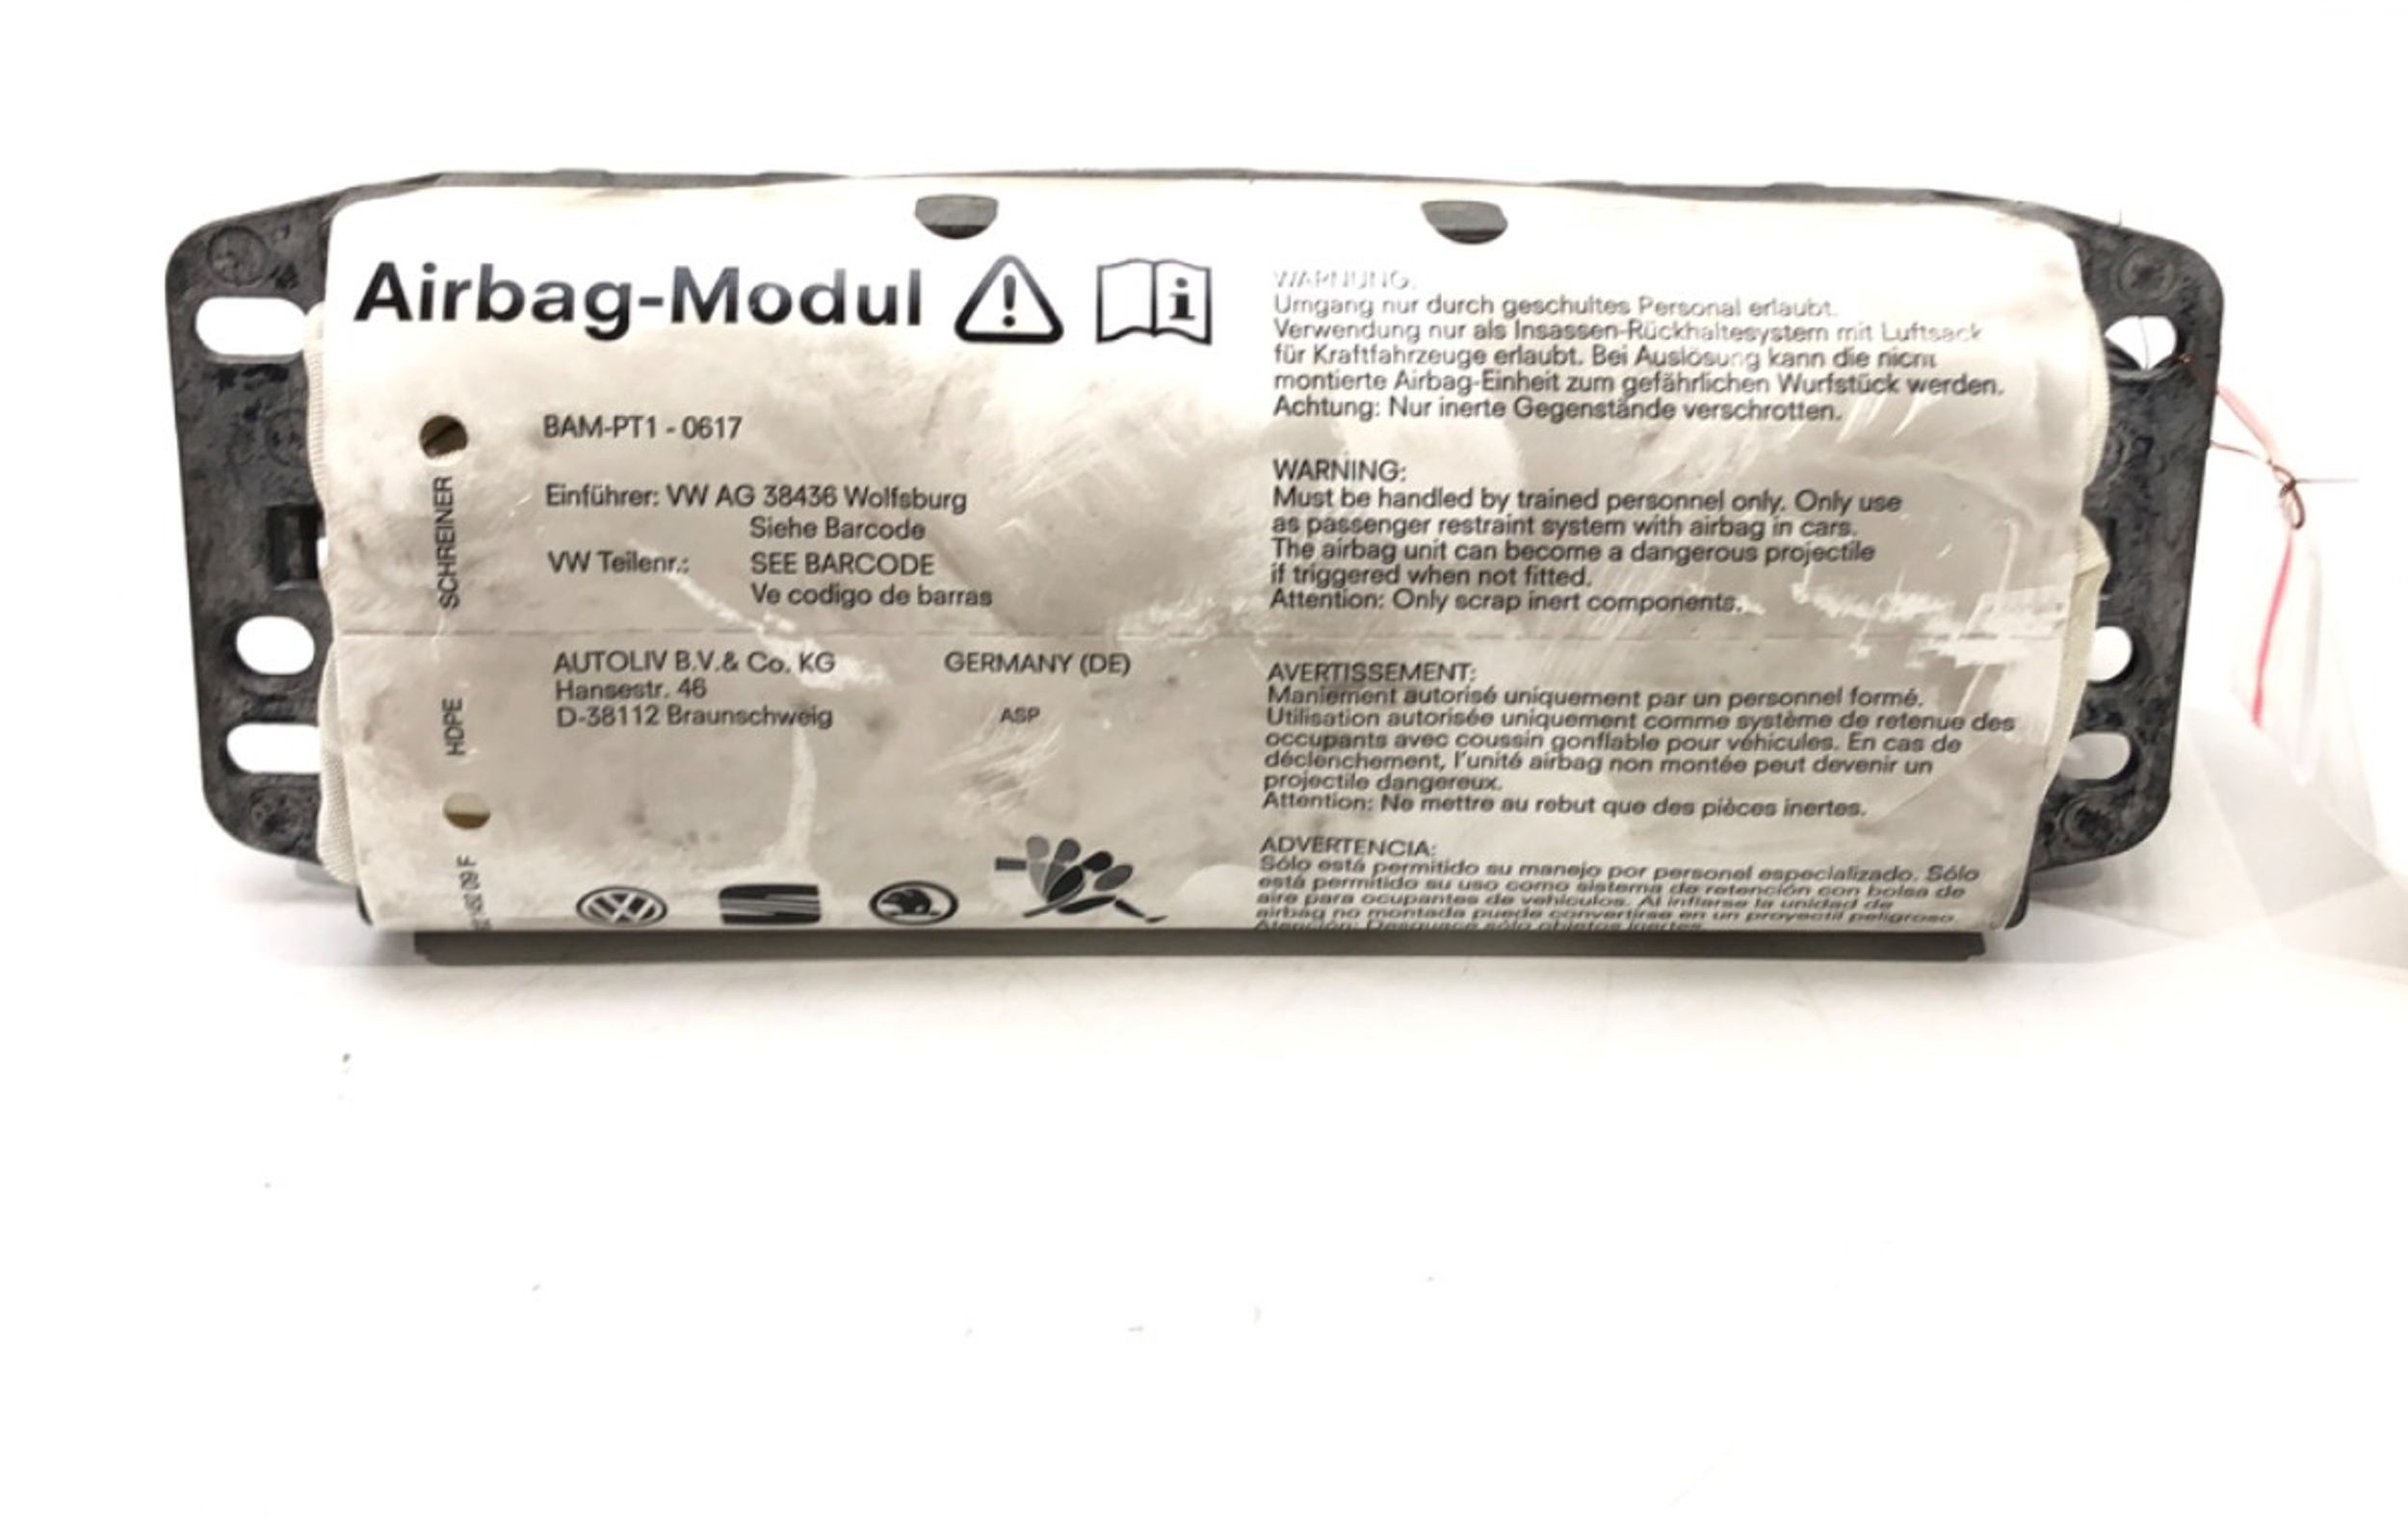 Airbag-Modul
BAM-PT1 - 0617
Einführer: VW AG 38436 Wolfsburg
Siehe Barcode
VW Teilenr.: SEE BARCODE
Ve codigo de barras
AUTOLIV B.V.& Co. KG GERMANY (DE)
Hansestr. 46
D-38112 Braunschweig ASP
SCHREINER
HDPE
WARNUNG:
Umgang nur durch geschultes Personal erlaubt.
Verwendung nur als Insassen-Rückhaltesystem mit Luftsack
für Kraftfahrzeuge erlaubt. Bei Auslösung kann die nicht
montierte Airbag-Einheit zum gefährlichen Wurfstück werden.
Achtung: Nur inerte Gegenstände verschrotten.
WARNING:
Must be handled by trained personnel only. Only use
as passenger restraint system with airbag in cars.
The airbag unit can become a dangerous projectile
if triggered when not fitted.
Attention: Only scrap inert components.
AVERTISSEMENT:
Maniement autorisé uniquement par un personnel formé.
Utilisation autorisée uniquement comme système de retenue des
occupants avec coussin gonflable pour véhicules. En cas de
déclenchement, l'unité airbag non montée peut devenir un
projectile dangereux.
Attention: Ne mettre au rebut que des pièces inertes.
ADVERTENCIA:
Sólo está permitido su manejo por personal especializado. Sólo
está permitido su uso como sistema de retención con bolsa de
aire para ocupantes de vehículos. Al inflarse la unidad de
airbag no montada puede convertirse en un proyectil peligroso.
Atención: Desguace sólo objetos inertes.